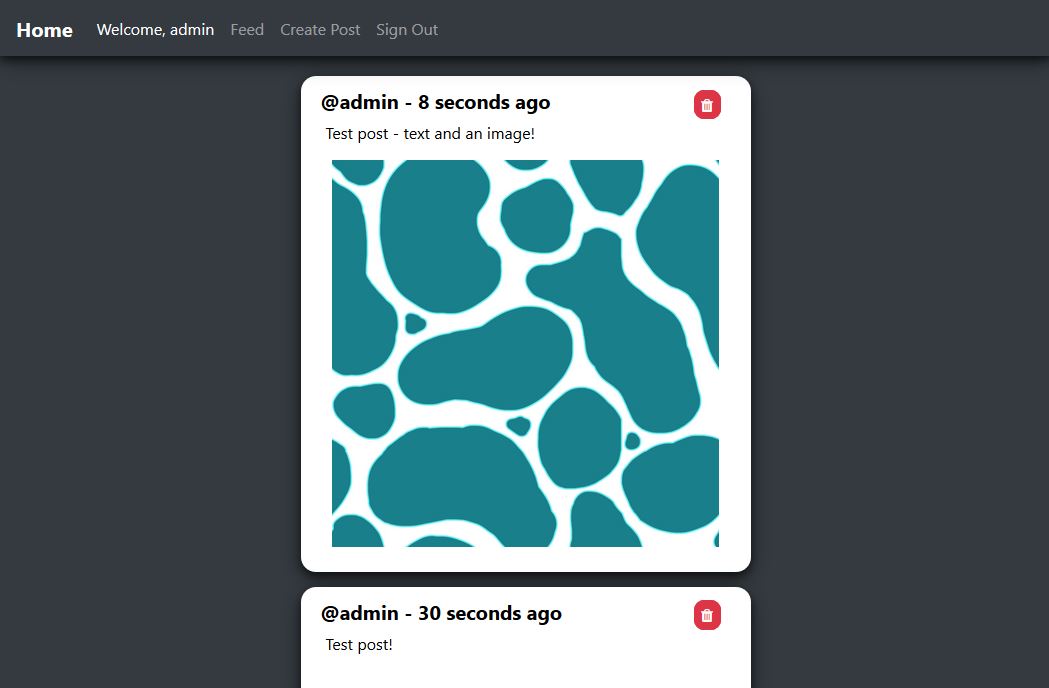 Home Welcome, admin Feed Create Post Sign Out
@admin - 8 seconds ago
Test post - text and an image!
@admin - 30 seconds ago
Test post!